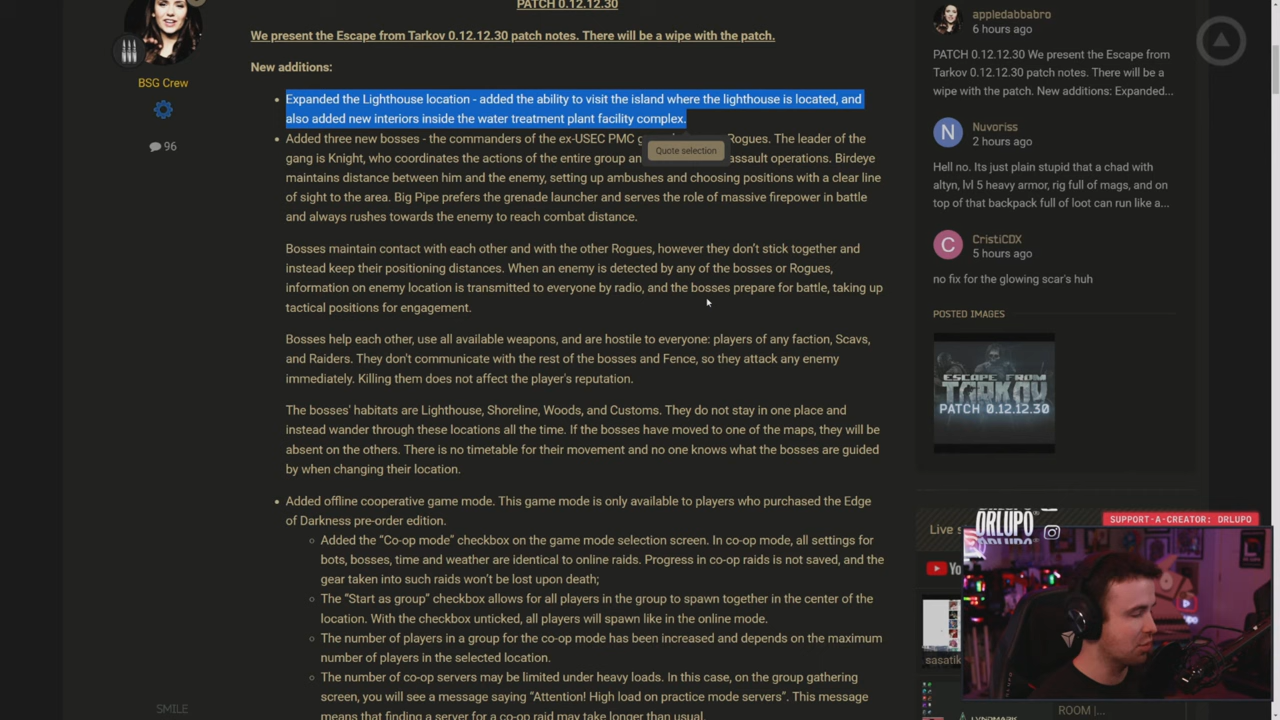 PATCH 0.12.12.30
We present the Escape from Tarkov 0.12.12.30 patch notes. There will be a wipe with the patch.
BSG Crew
96
New additions:
Expanded the Lighthouse location - added the ability to visit the island where the lighthouse is located, and
also added new interiors inside the water treatment plant facility complex.
Quote selection
Added three new bosses - the commanders of the ex-USEC PMC Rogues. The leader of the
gang is Knight, who coordinates the actions of the entire group an assault operations. Birdeye
maintains distance between him and the enemy, setting up ambushes and choosing positions with a clear line
of sight to the area. Big Pipe prefers the grenade launcher and serves the role of massive firepower in battle
and always rushes towards the enemy to reach combat distance.
Bosses maintain contact with each other and with the other Rogues, however they don't stick together and
instead keep their positioning distances. When an enemy is detected by any of the bosses or Rogues,
information on enemy location is transmitted to everyone by radio, and the bosses prepare for battle, taking up
tactical positions for engagement.
Bosses help each other, use all available weapons, and are hostile to everyone: players of any faction, Scavs,
and Raiders. They don't communicate with the rest of the bosses and Fence, so they attack any enemy
immediately. Killing them does not affect the player's reputation.
The bosses' habitats are Lighthouse, Shoreline, Woods, and Customs. They do not stay in one place and
instead wander through these locations all the time. If the bosses have moved to one of the maps, they will be
absent on the others. There is no timetable for their movement and no one knows what the bosses are guided
by when changing their location.
Added offline cooperative game mode. This game mode is only available to players who purchased the Edge
of Darkness pre-order edition.
Added the “Co-op mode” checkbox on the game mode selection screen. In co-op mode, all settings for
bots, bosses, time and weather are identical to online raids. Progress in co-op raids is not saved, and the
gear taken into such raids won't be lost upon death;
The “Start as group” checkbox allows for all players in the group to spawn together in the center of the
location. With the checkbox unticked, all players will spawn like in the online mode.
The number of players in a group for the co-op mode has been increased and depends on the maximum
number of players in the selected location.
The number of co-op servers may be limited under heavy loads. In this case, on the group gathering
screen, you will see a message saying “Attention! High load on practice mode servers”. This message
means that finding a server for a co-op raid may take longer than usual.
SMILE
appledabbabro
6 hours ago
PATCH 0.12.12.30 We present the Escape from
Tarkov 0.12.12.30 patch notes. There will be a
wipe with the patch. New additions: Expanded...
N
Nuvoriss
2 hours ago
Hell no. Its just plain stupid that a chad with
altyn, lvl 5 heavy armor, rig full of mags, and on
top of that backpack full of loot can run like a...
C
CristiCDX
5 hours ago
no fix for the glowing scar's huh
POSTED IMAGES
ESCAPE FROM
TARKOV
PATCH 0.12.12.30
Live
DRLUPO
SUPPORT-A-CREATOR: DRLUPO
Yo
sasatik
LYNDMARK
ROOM |...